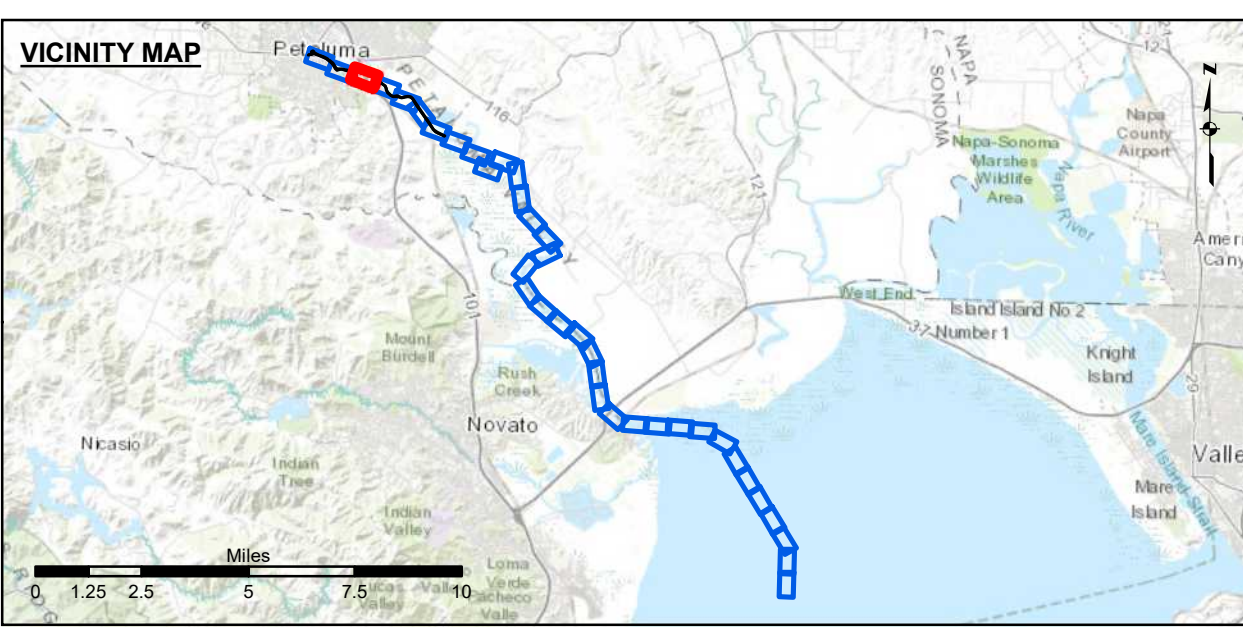 VICINITY MAP
Petaluma
116
12
NAPA
SONOMA
Napa
County
Airport
Napa-Sonoma
Marshes
Wildlife
Area
Napa River
121
101
West End
Island Island No 2
Number 1
37
Knight
Island
29
Mount
Burdell
Rush
Creek
Novato
Nicasio
Indian
Tree
Indian
Valley
Mare Island Strait
Mare
Island
Loma
Verde
Pacheco
Valle
Valley
Miles
0 1.25 2.5 5 7.5 10
N